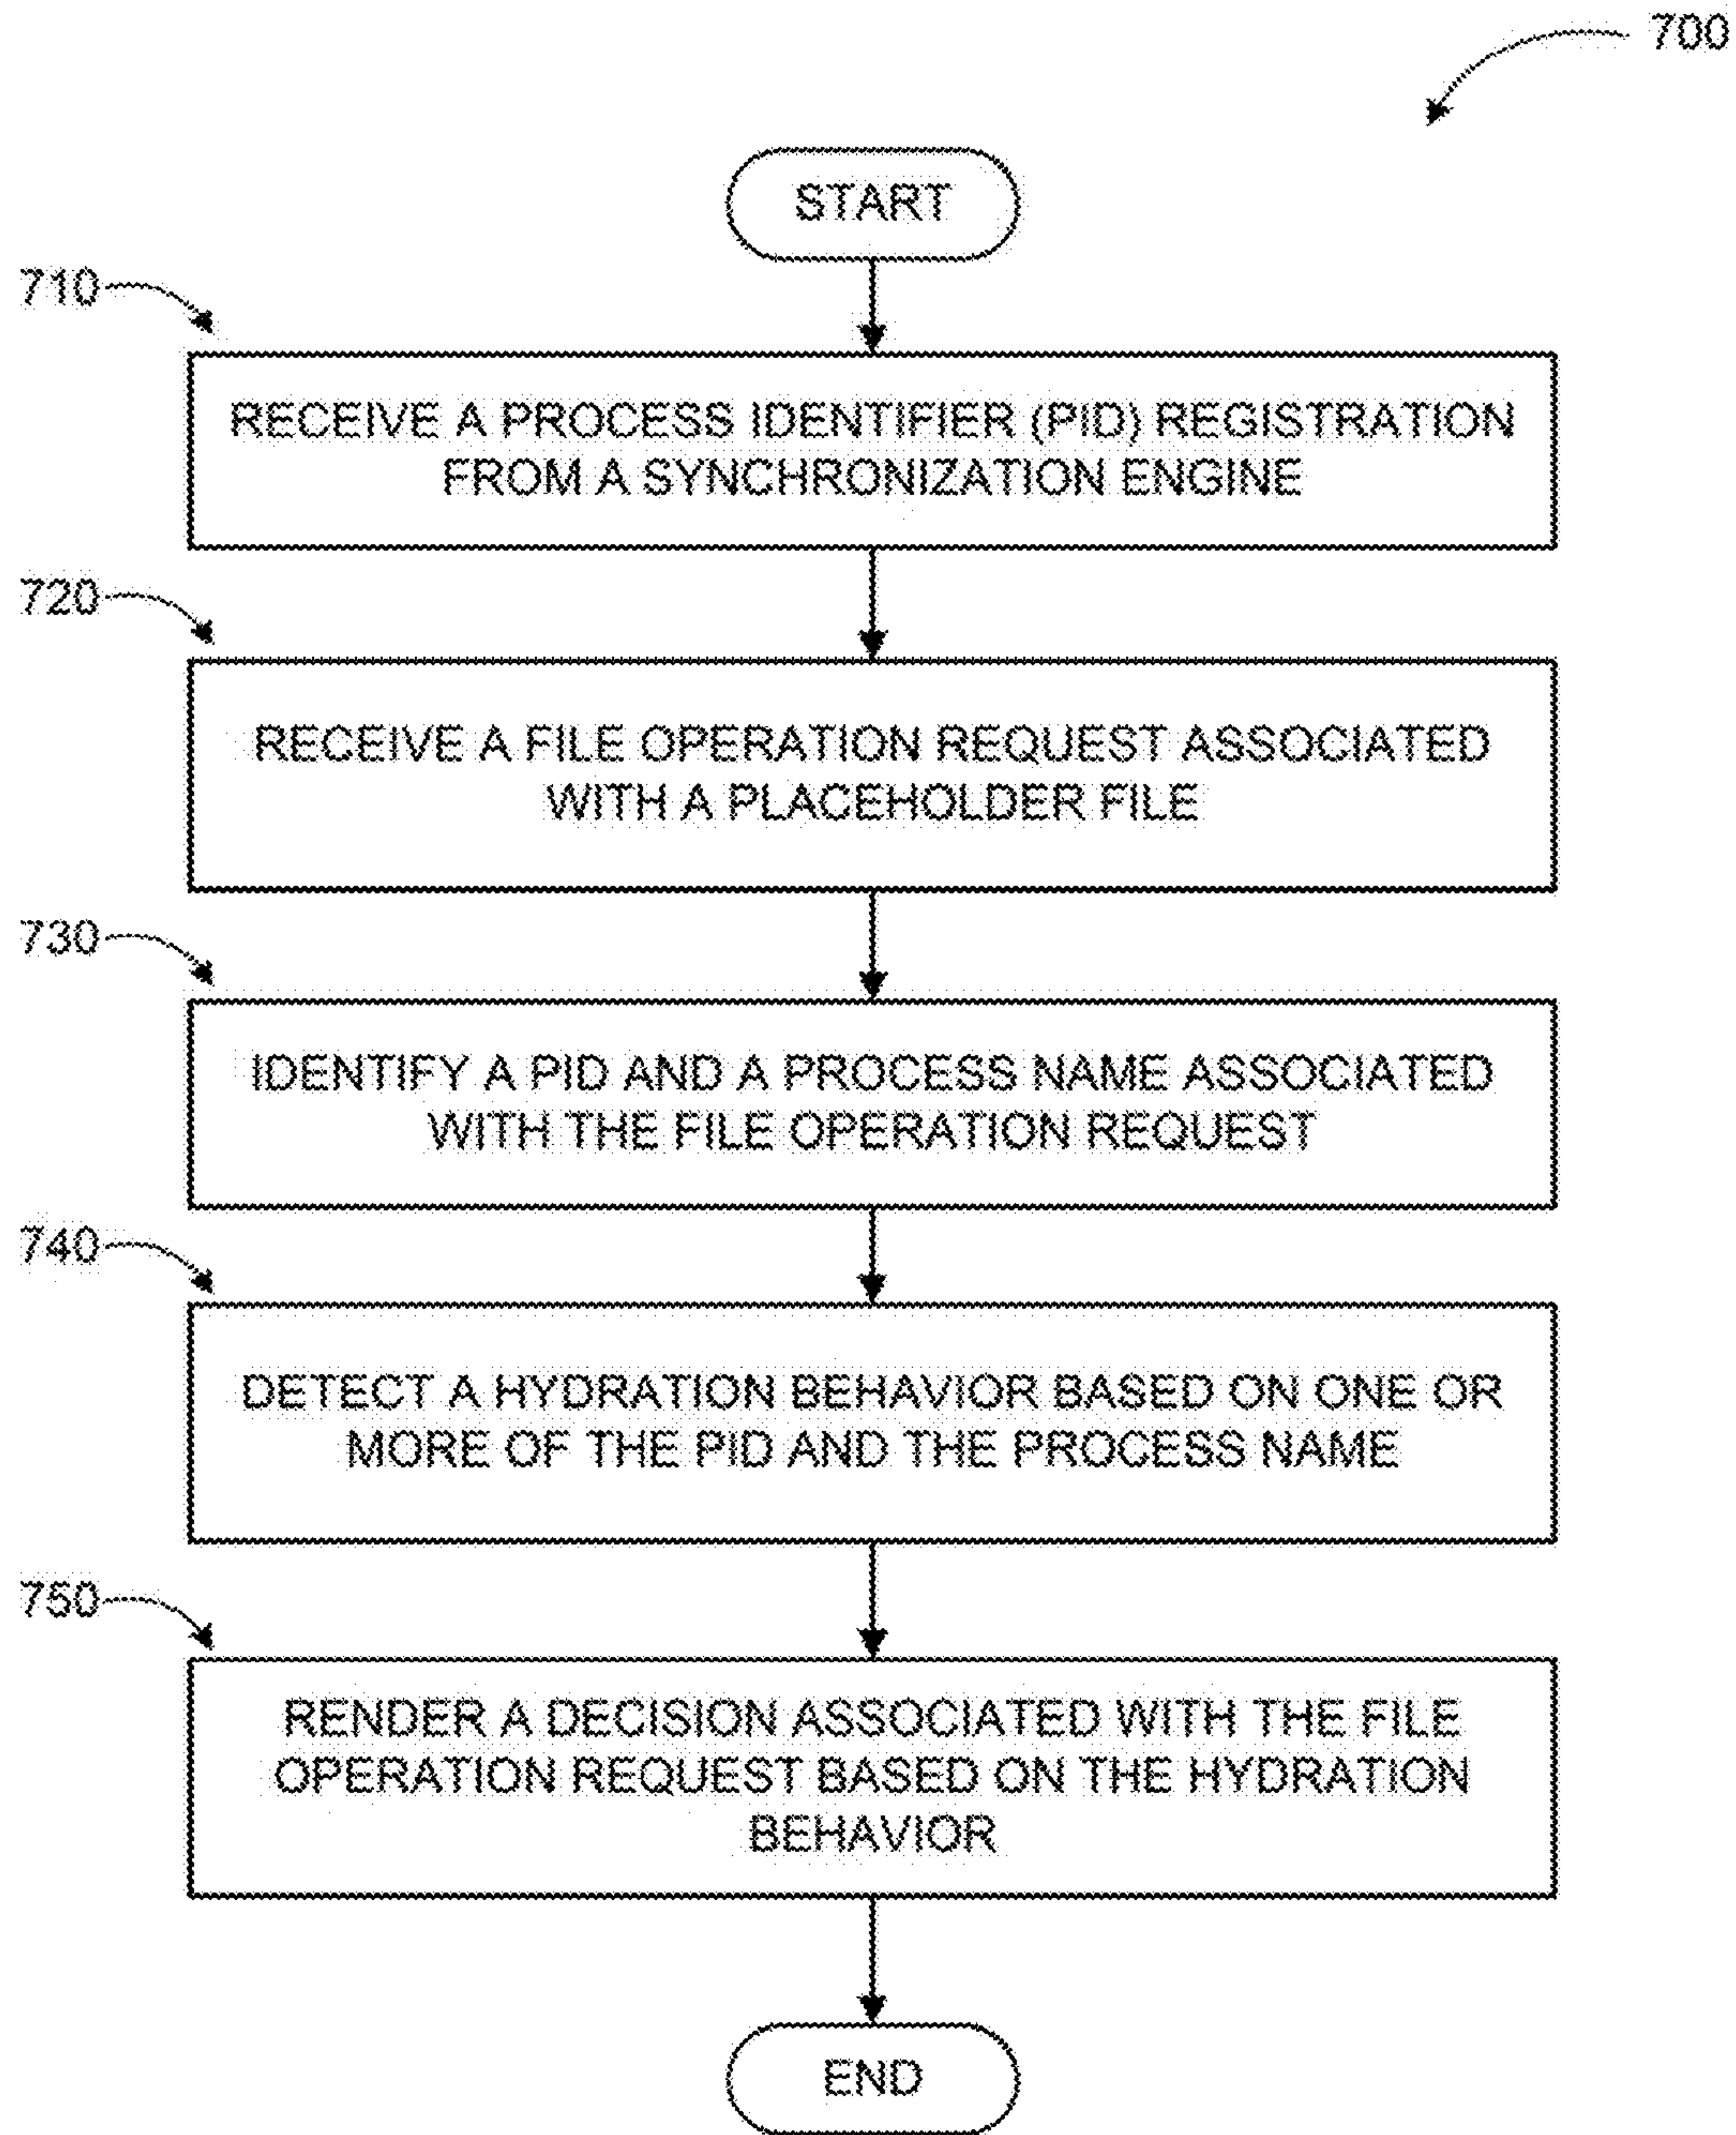 700
START
710
RECEIVE A PROCESS IDENTIFIER (PID) REGISTRATION
FROM A SYNCHRONIZATION ENGINE
720
RECEIVE A FILE OPERATION REQUEST ASSOCIATED
WITH A PLACEHOLDER FILE
730
IDENTIFY A PID AND A PROCESS NAME ASSOCIATED
WITH THE FILE OPERATION REQUEST
740
DETECT A HYDRATION BEHAVIOR BASED ON ONE OR
MORE OF THE PID AND THE PROCESS NAME
750
RENDER A DECISION ASSOCIATED WITH THE FILE
OPERATION REQUEST BASED ON THE HYDRATION
BEHAVIOR
END